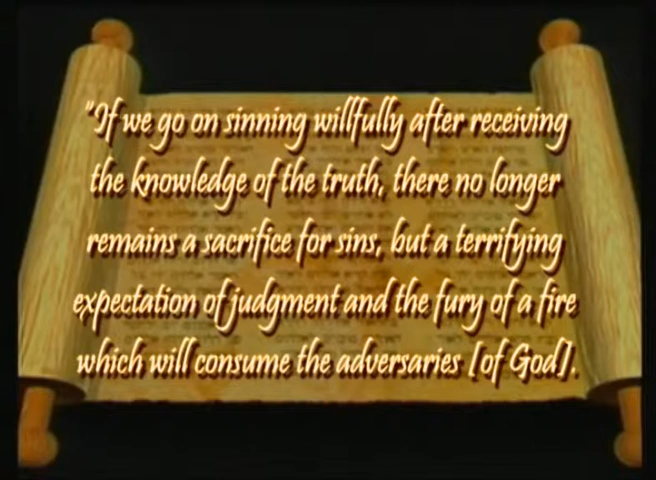 "If we go on sinning willfully after receiving
the knowledge of the truth, there no longer
remains a sacrifice for sins, but a terrifying
expectation of judgment and the fury of a fire
which will consume the adversaries [of God].